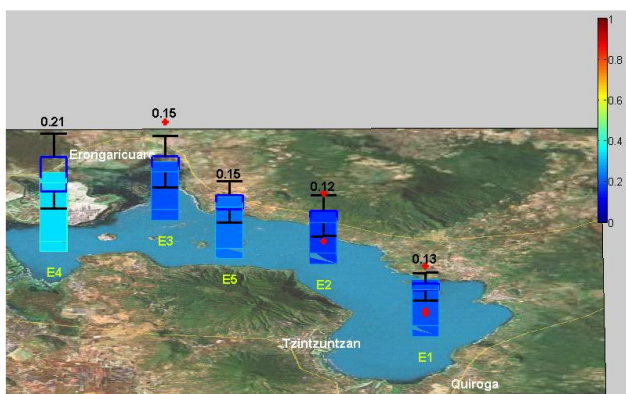 1
0.8
0.6
0.4
0.2
0
0.21
0.15
Erongaricuaro
0.15
0.12
E3
E4
E5
E2
0.13
Tzintzuntzan
E1
Quiroga